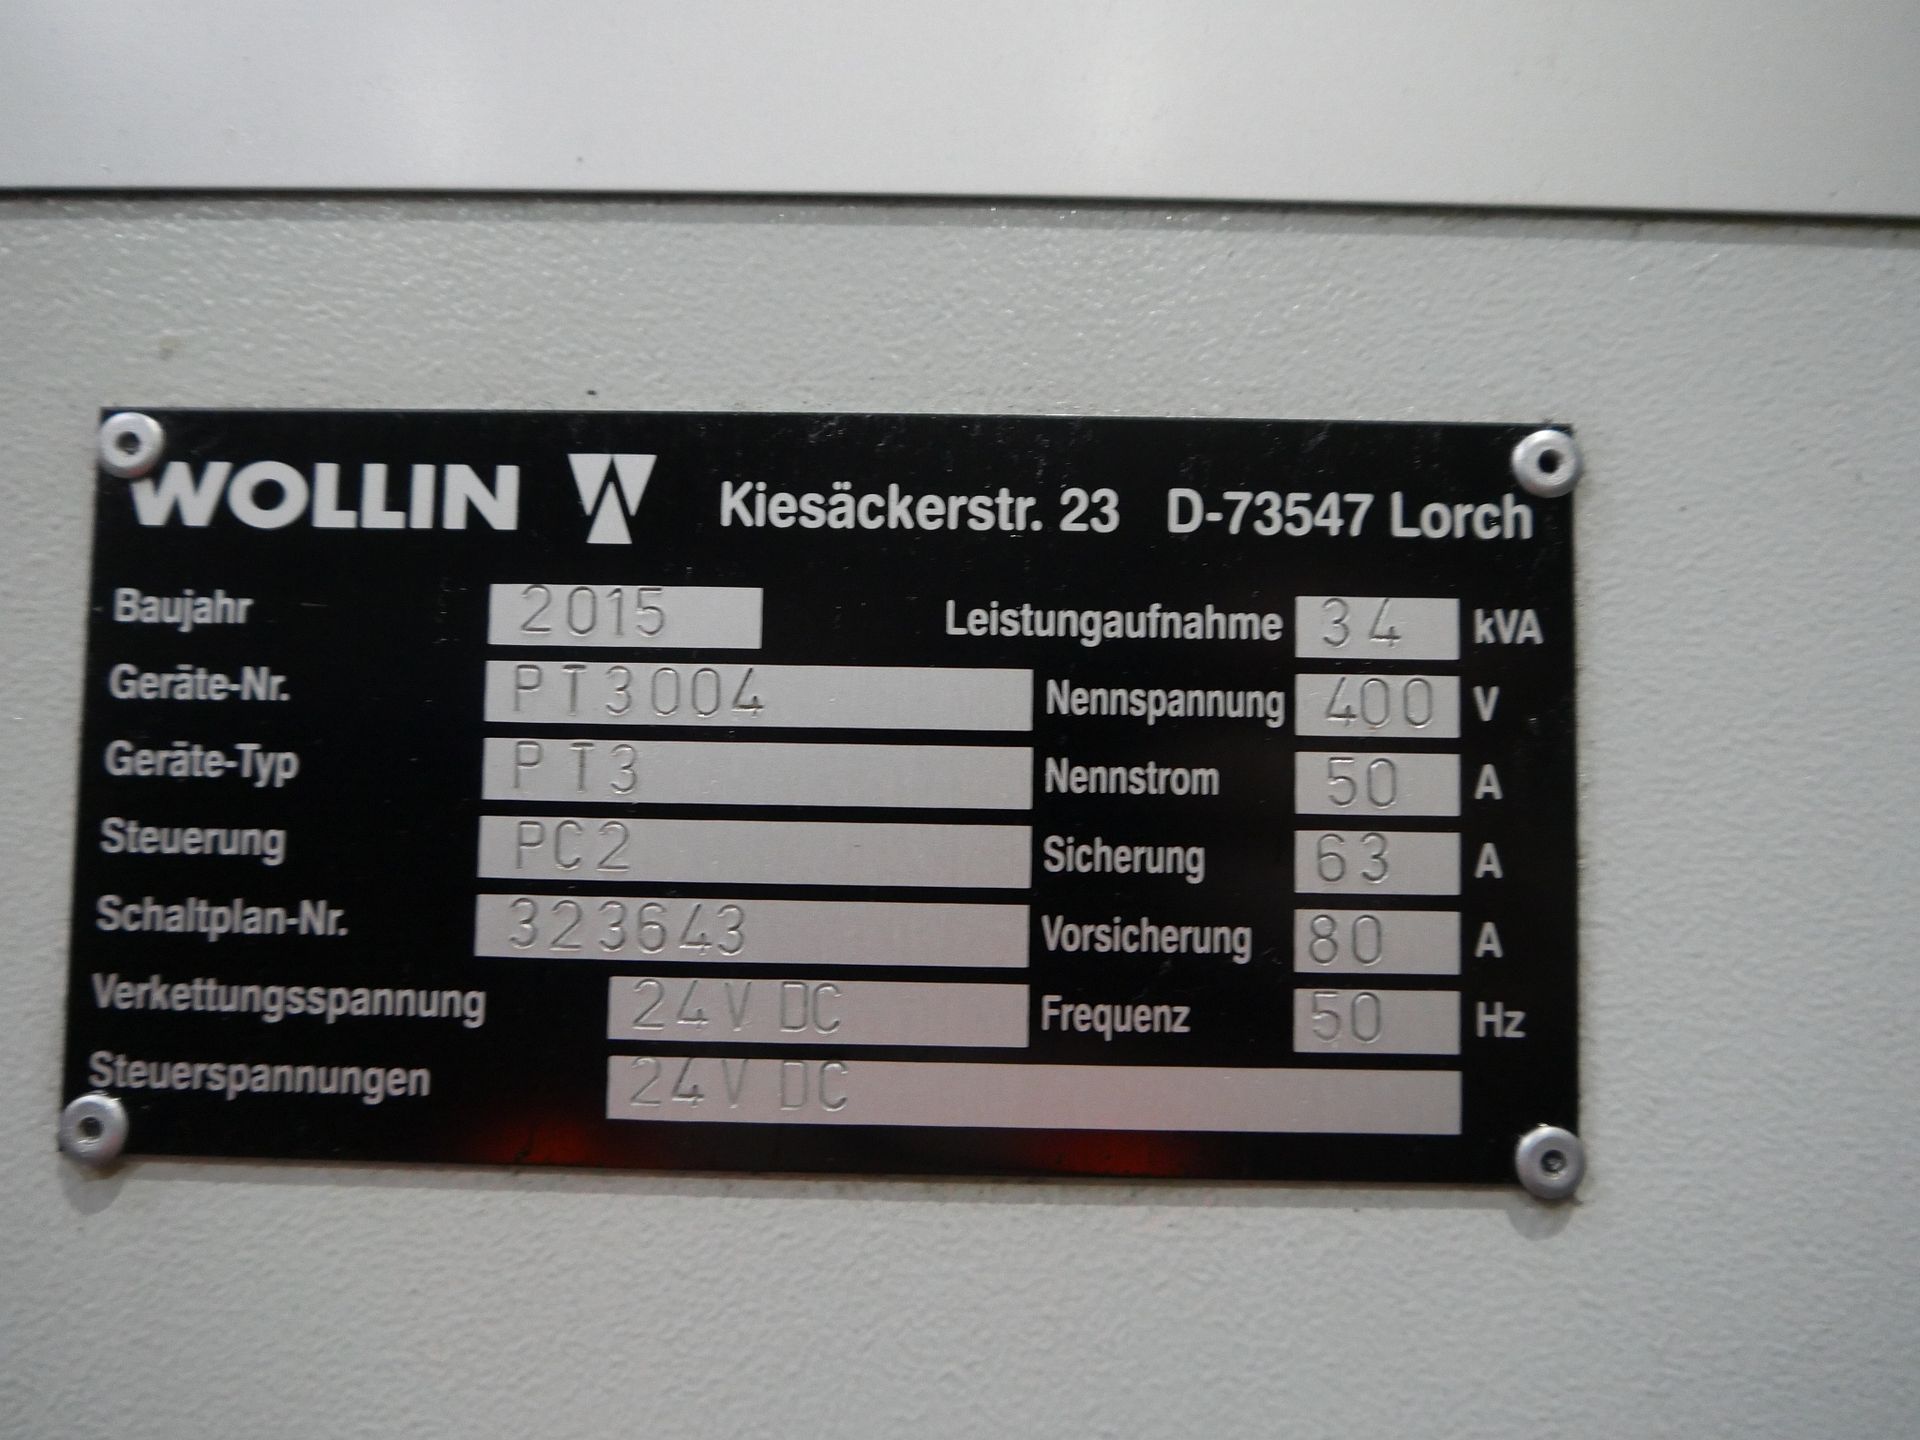 WOLLIN Kiesäckerstr. 23 D-73547 Lorch
Baujahr 2015 Leistungaufnahme 34 kVA
Geräte-Nr. PT3004 Nennspannung 400 V
Geräte-Typ PT3 Nennstrom 50 A
Steuerung PC2 Sicherung 63 A
Schaltplan-Nr. 323643 Vorsicherung 80 A
Verkettungsspannung 24V DC Frequenz 50 Hz
Steuerspannungen 24V DC